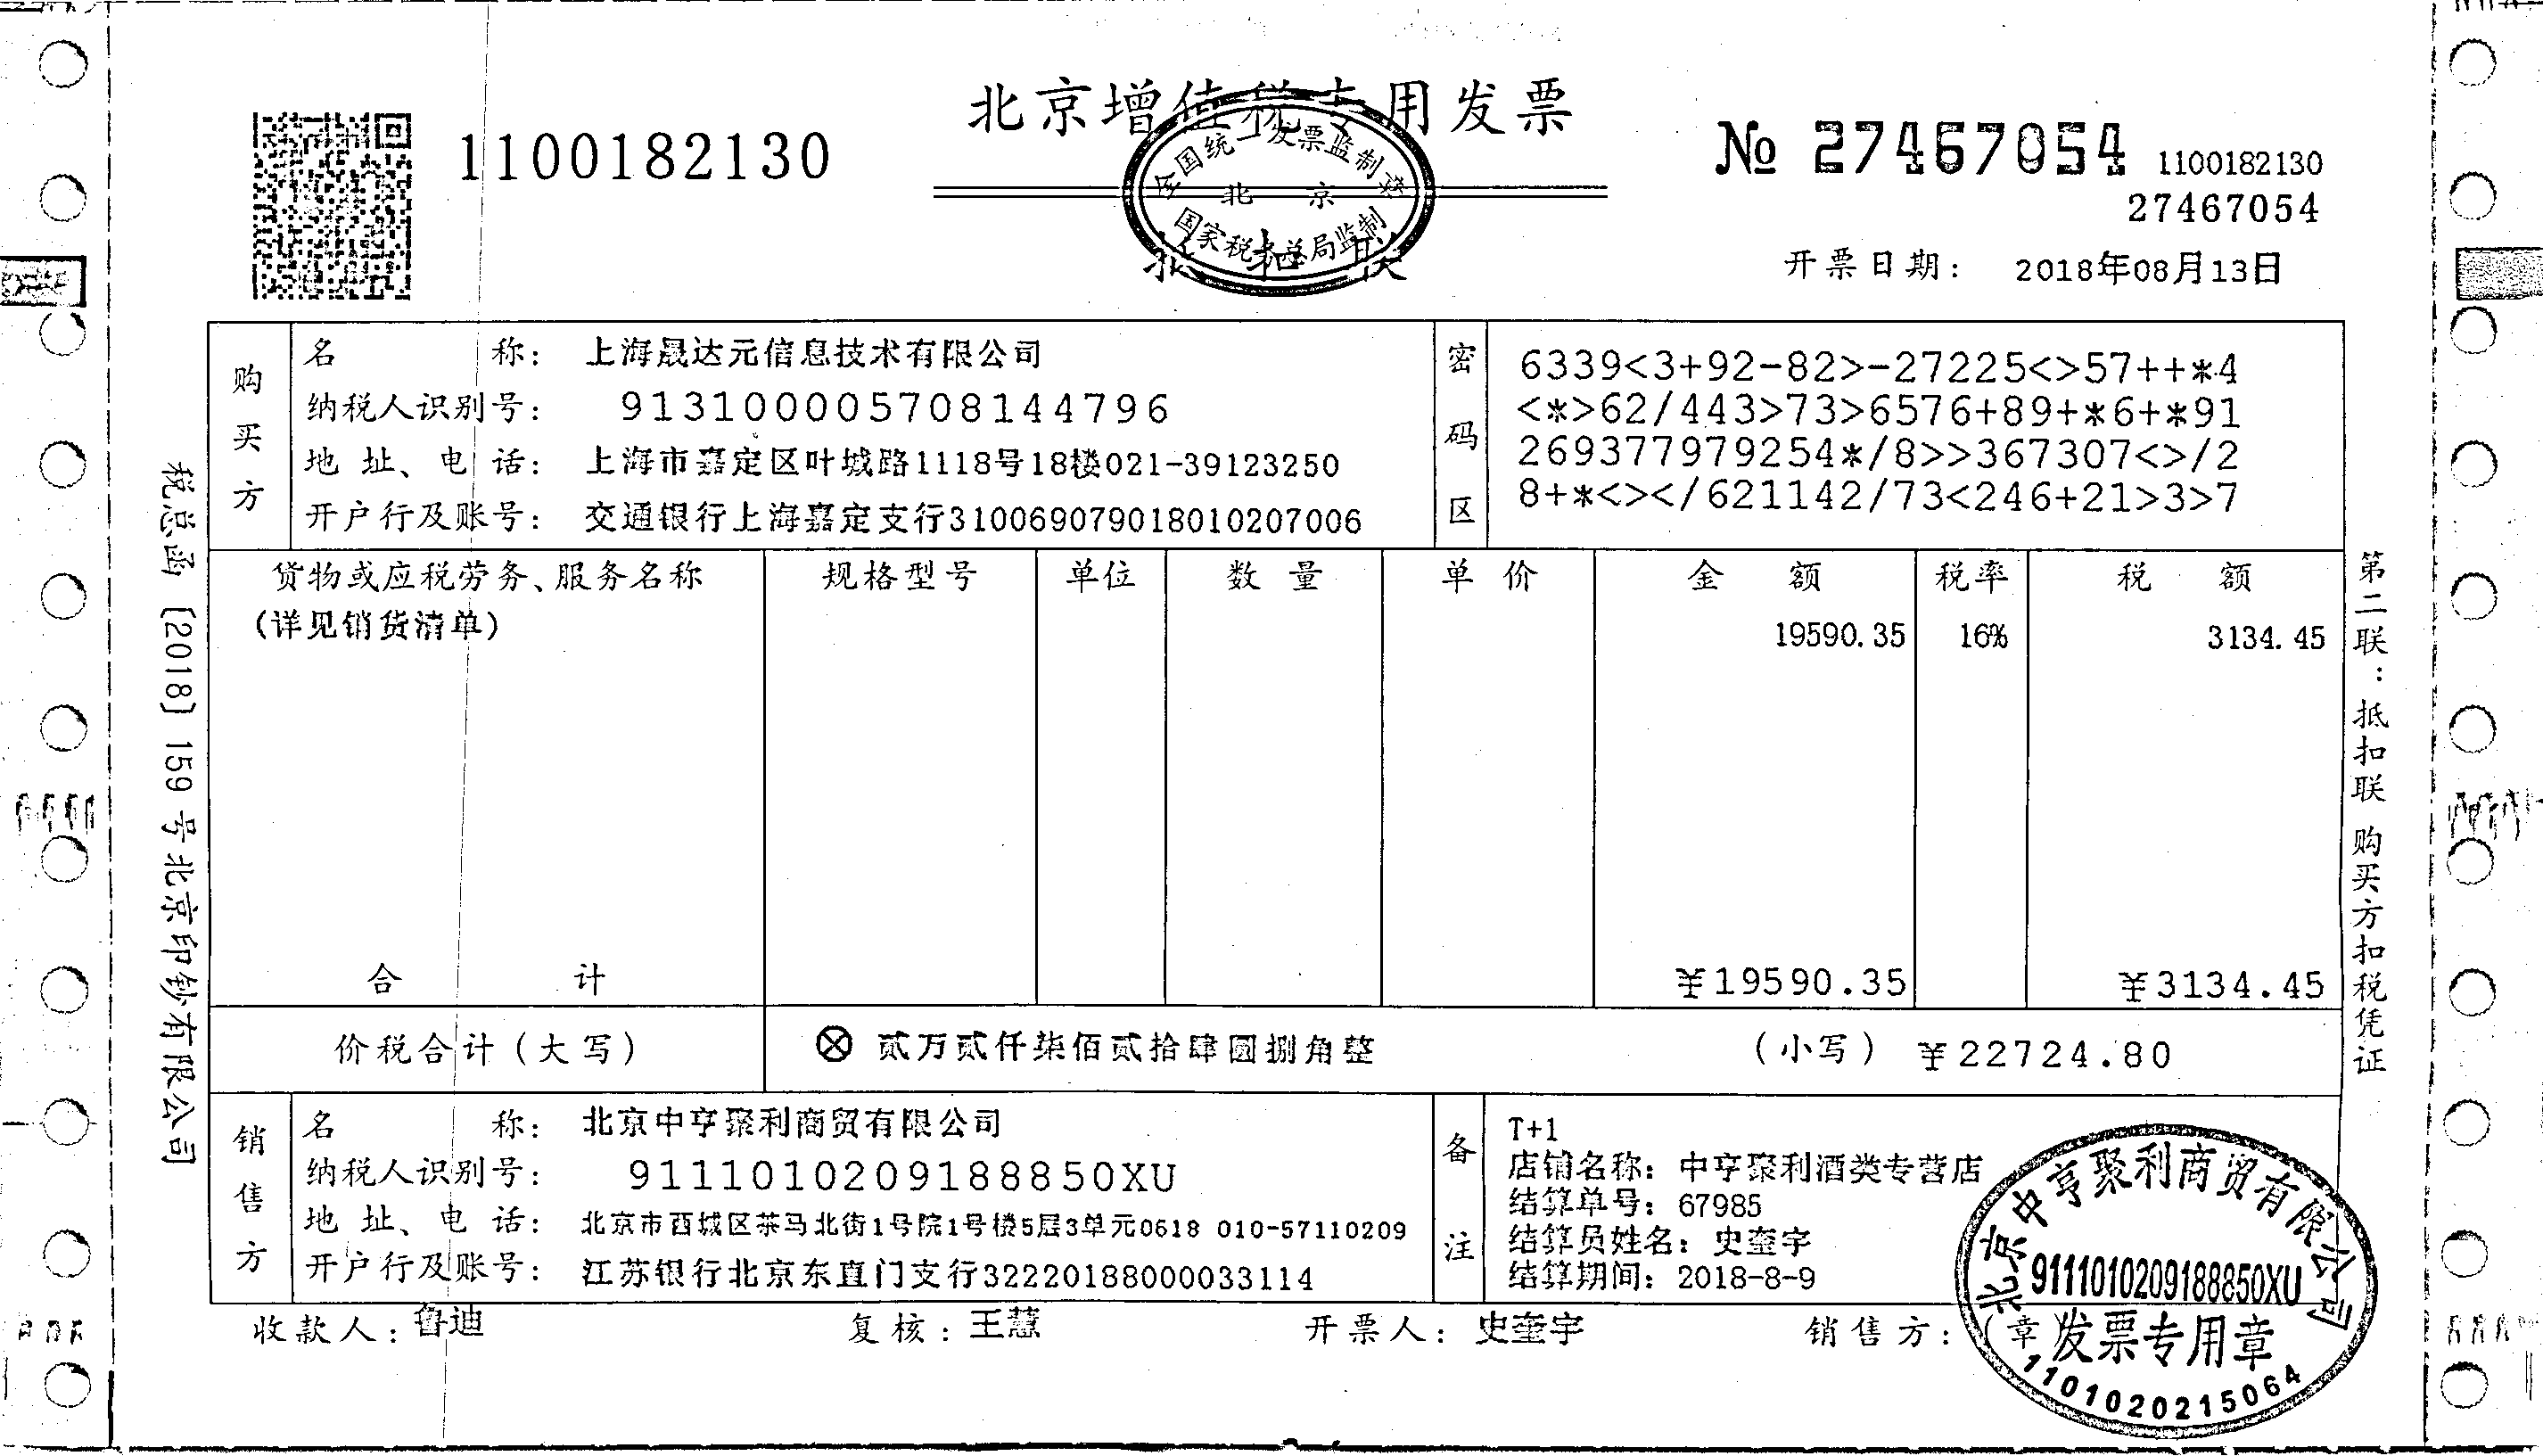 北京增值税专用发票
1100182130
№ 27467054
1100182130
27467054
全国统一发票监制章
北京
国家税务总局监制
抵扣联
开票日期： 2018年08月13日
购买方
名称： 上海晟达元信息技术有限公司
纳税人识别号： 913100005708144796
地址、电话： 上海市嘉定区叶城路1118号18楼021-39123250
开户行及账号： 交通银行上海嘉定支行310069079018010207006
密码区
6339<3+92-82>-27225<>57++*4
<*>62/443>73>6576+89+*6+*91
269377979254*/8>>367307<>/2
8+*<></621142/73<246+21>3>7
货物或应税劳务、服务名称 规格型号 单位 数量 单价 金额 税率 税额
(详见销货清单) 19590.35 16% 3134.45
合计 ￥19590.35 ￥3134.45
价税合计（大写） ⊗ 贰万贰仟柒佰贰拾肆圆捌角整 （小写） ￥22724.80
销售方
名称： 北京中亨聚利商贸有限公司
纳税人识别号： 9111010209188850XU
地址、电话： 北京市西城区茶马北街1号院1号楼5层3单元0618 010-57110209
开户行及账号： 江苏银行北京东直门支行32220188000033114
备注
T+1
店铺名称：中亨聚利酒类专营店
结算单号：67985
结算员姓名：史奎宇
结算期间：2018-8-9
收款人：鲁迪 复核：王慧 开票人：史奎宇 销售方：（章
北京中亨聚利商贸有限公司
9111010209188850XU
发票专用章
1101020215064
税总函〔2018〕159号北京印钞有限公司
第二联：抵扣联 购买方扣税凭证